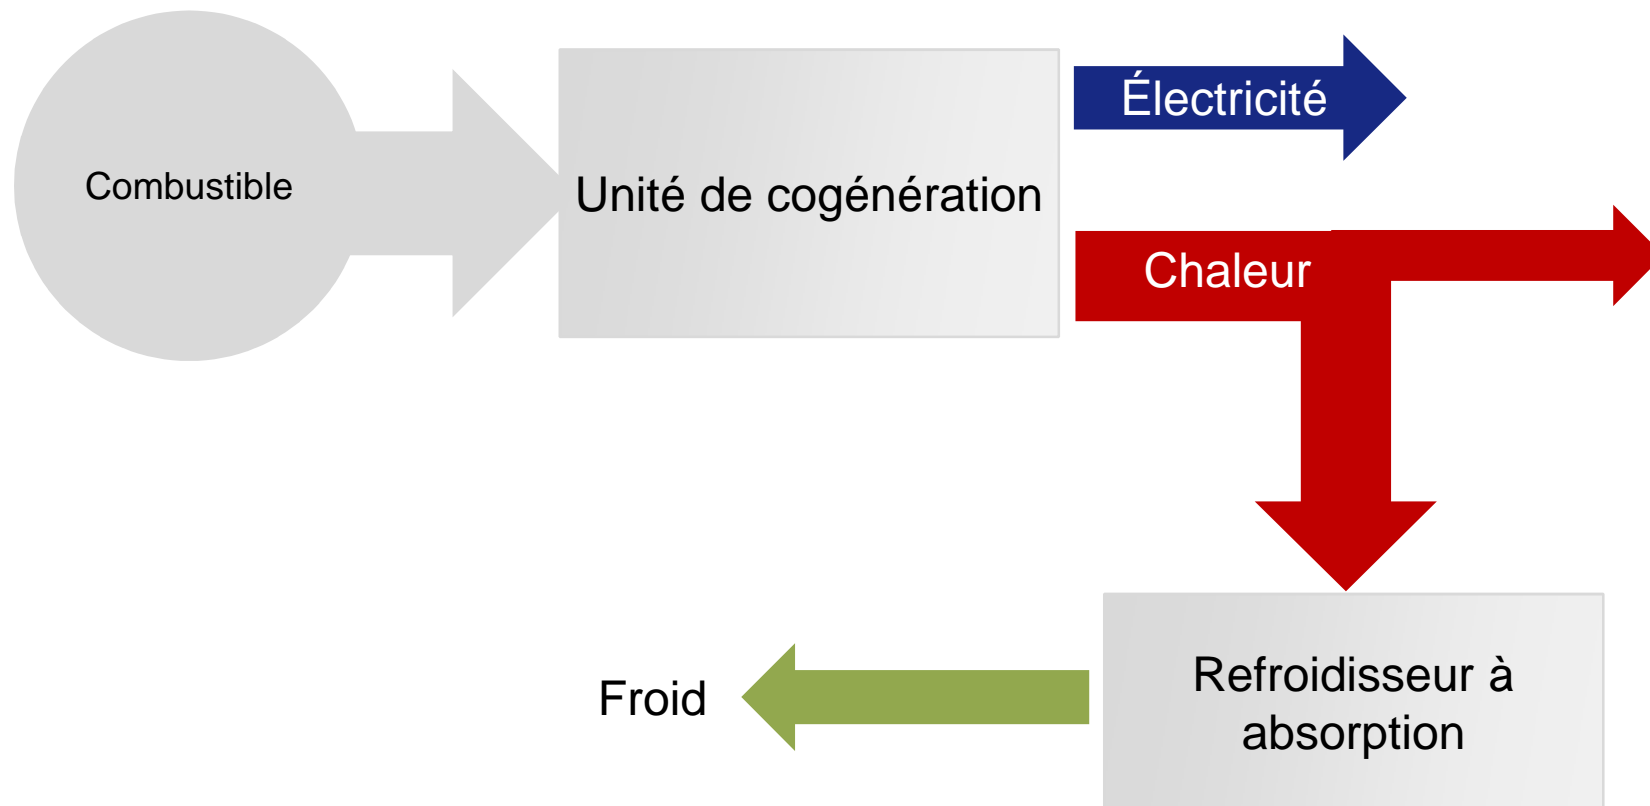 Combustible
Unité de cogénération
Électricité
Chaleur
Froid
Refroidisseur à
absorption